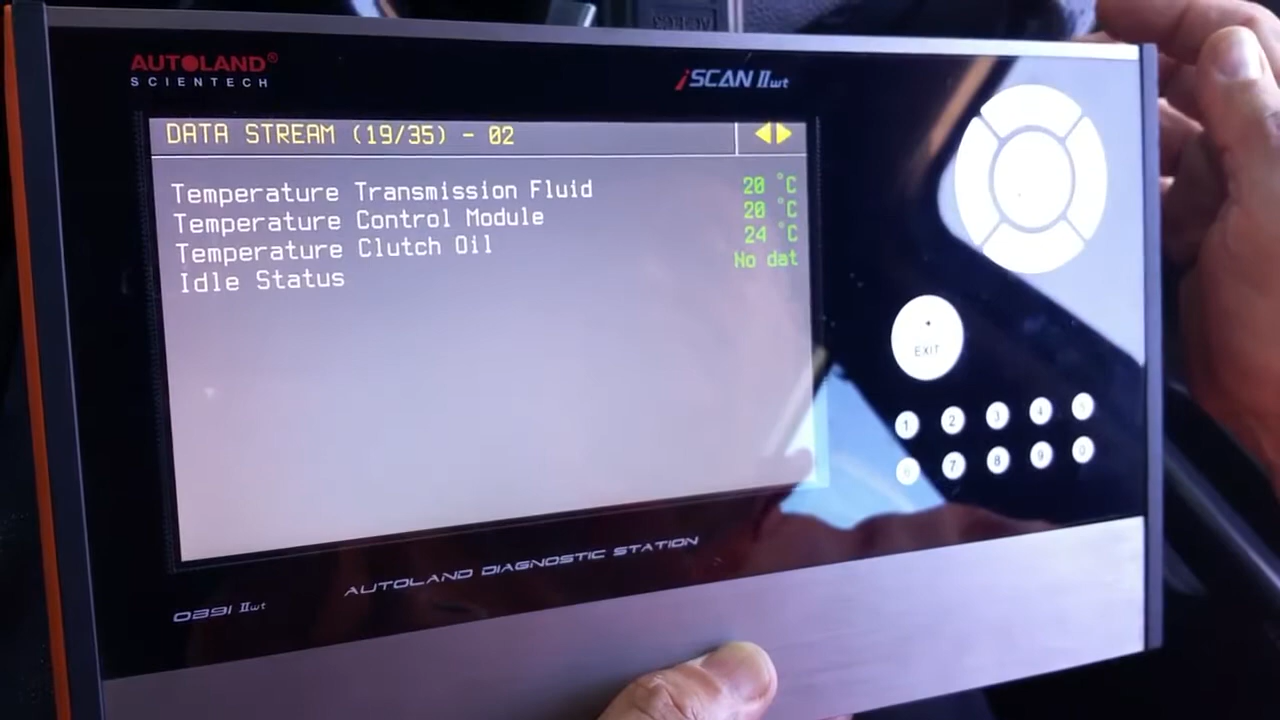 AUTOLAND®
SCIENTECH
iSCAN IIwt
DATA STREAM (19/35) - 02
Temperature Transmission Fluid 20 °C
Temperature Control Module 20 °C
Temperature Clutch Oil 24 °C
Idle Status No dat
EXIT
1 2 3 4 5
6 7 8 9 0
AUTOLAND DIAGNOSTIC STATION
OB91 IIwt